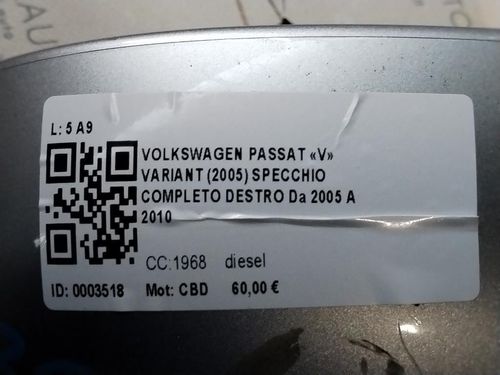 L: 5 A9
VOLKSWAGEN PASSAT «V»
VARIANT (2005) SPECCHIO
COMPLETO DESTRO Da 2005 A
2010
CC:1968 diesel
ID: 0003518 Mot: CBD 60,00 €